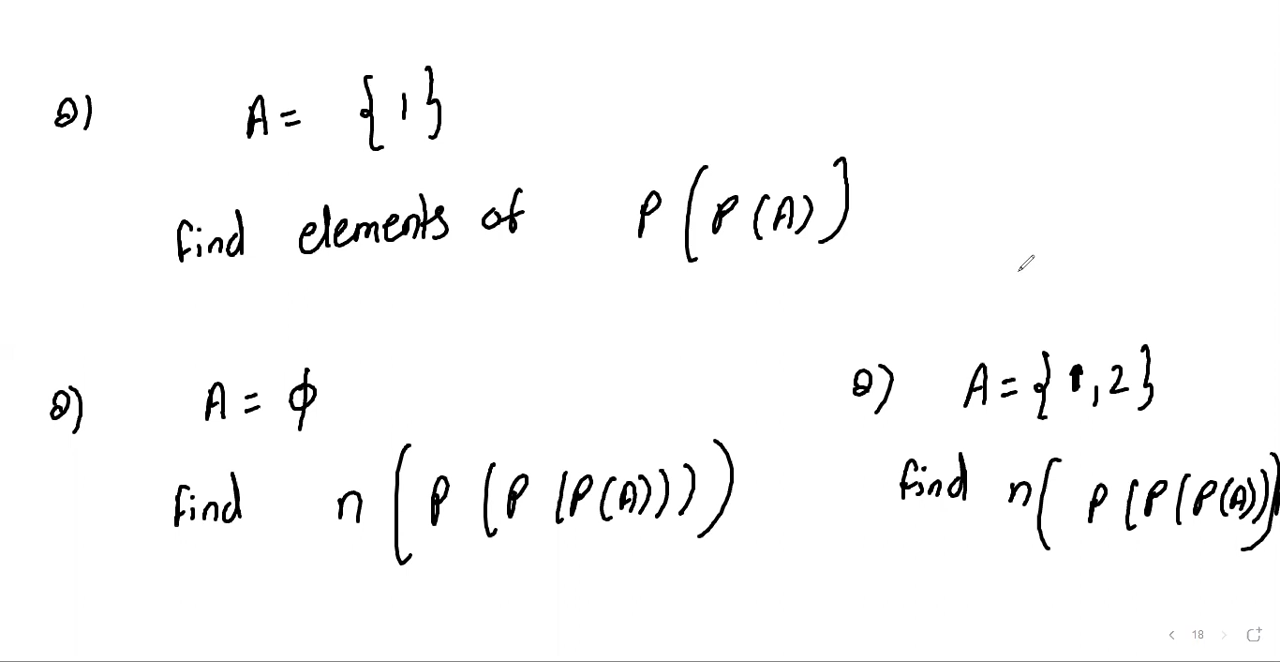 Q) A = {1}
find elements of P(P(A))
Q) A = ϕ
find n(P(P(P(A))))
Q) A = {1,2}
find n(P(P(P(A))
18